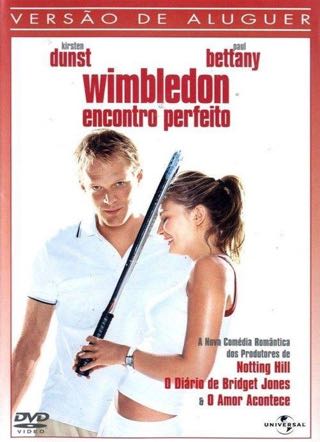 VERSÃO DE ALUGUER
kirsten
dunst
paul
bettany
wimbledon
encontro perfeito
A Nova Comédia Romântica
dos Produtores de
Notting Hill
O Diário de Bridget Jones
& O Amor Acontece
DVD
VIDEO
UNIVERSAL